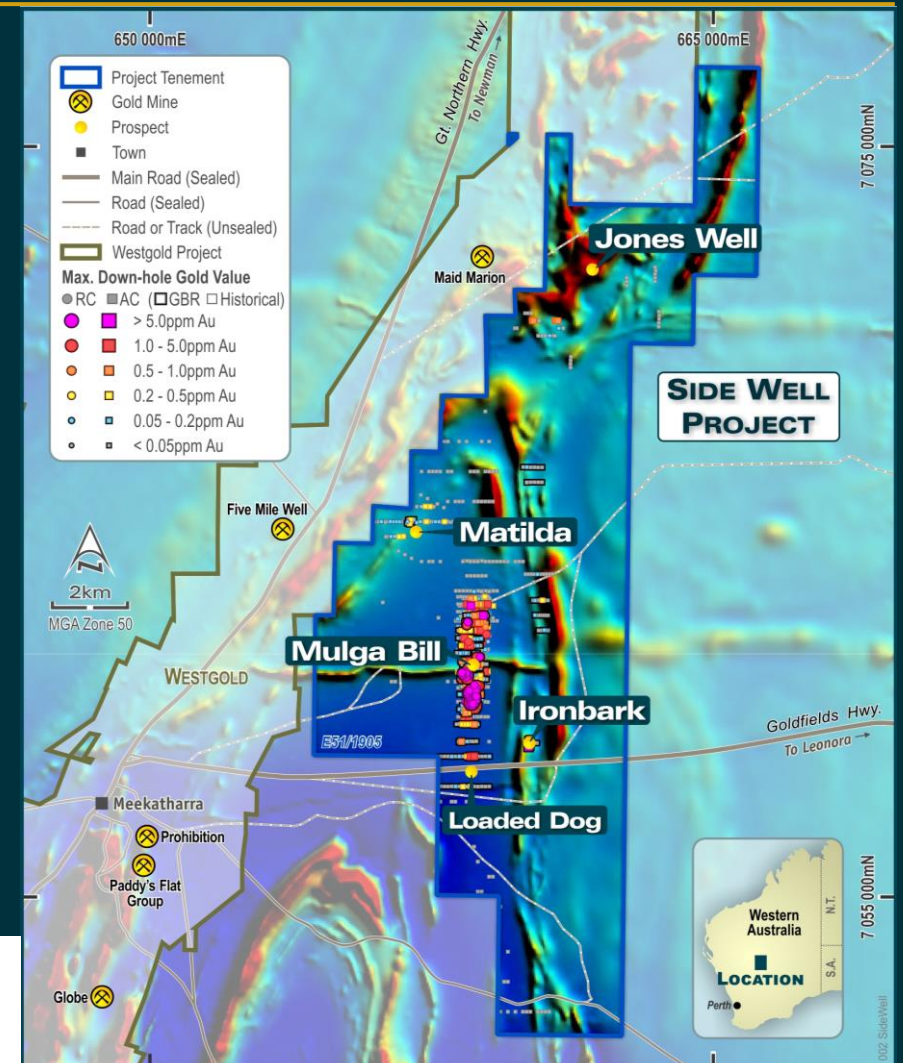 650 000mE
665 000mE
Project Tenement
Gold Mine
Prospect
Town
Main Road (Sealed)
Road (Sealed)
Road or Track (Unsealed)
Westgold Project
Max. Down-hole Gold Value
RC AC (GBR Historical)
> 5.0ppm Au
1.0 - 5.0ppm Au
0.5 - 1.0ppm Au
0.2 - 0.5ppm Au
0.05 - 0.2ppm Au
< 0.05ppm Au
Gt. Northern Hwy.
To Newman
7 075 000mN
Jones Well
Maid Marion
SIDE WELL
PROJECT
Five Mile Well
Matilda
2km
MGA Zone 50
Mulga Bill
WESTGOLD
Ironbark
Goldfields Hwy.
To Leonora
E51/1905
Meekatharra
Loaded Dog
Prohibition
Paddy's Flat
Group
7 055 000mN
Western
Australia
N.T.
S.A.
LOCATION
Perth
Globe
002 SideWell